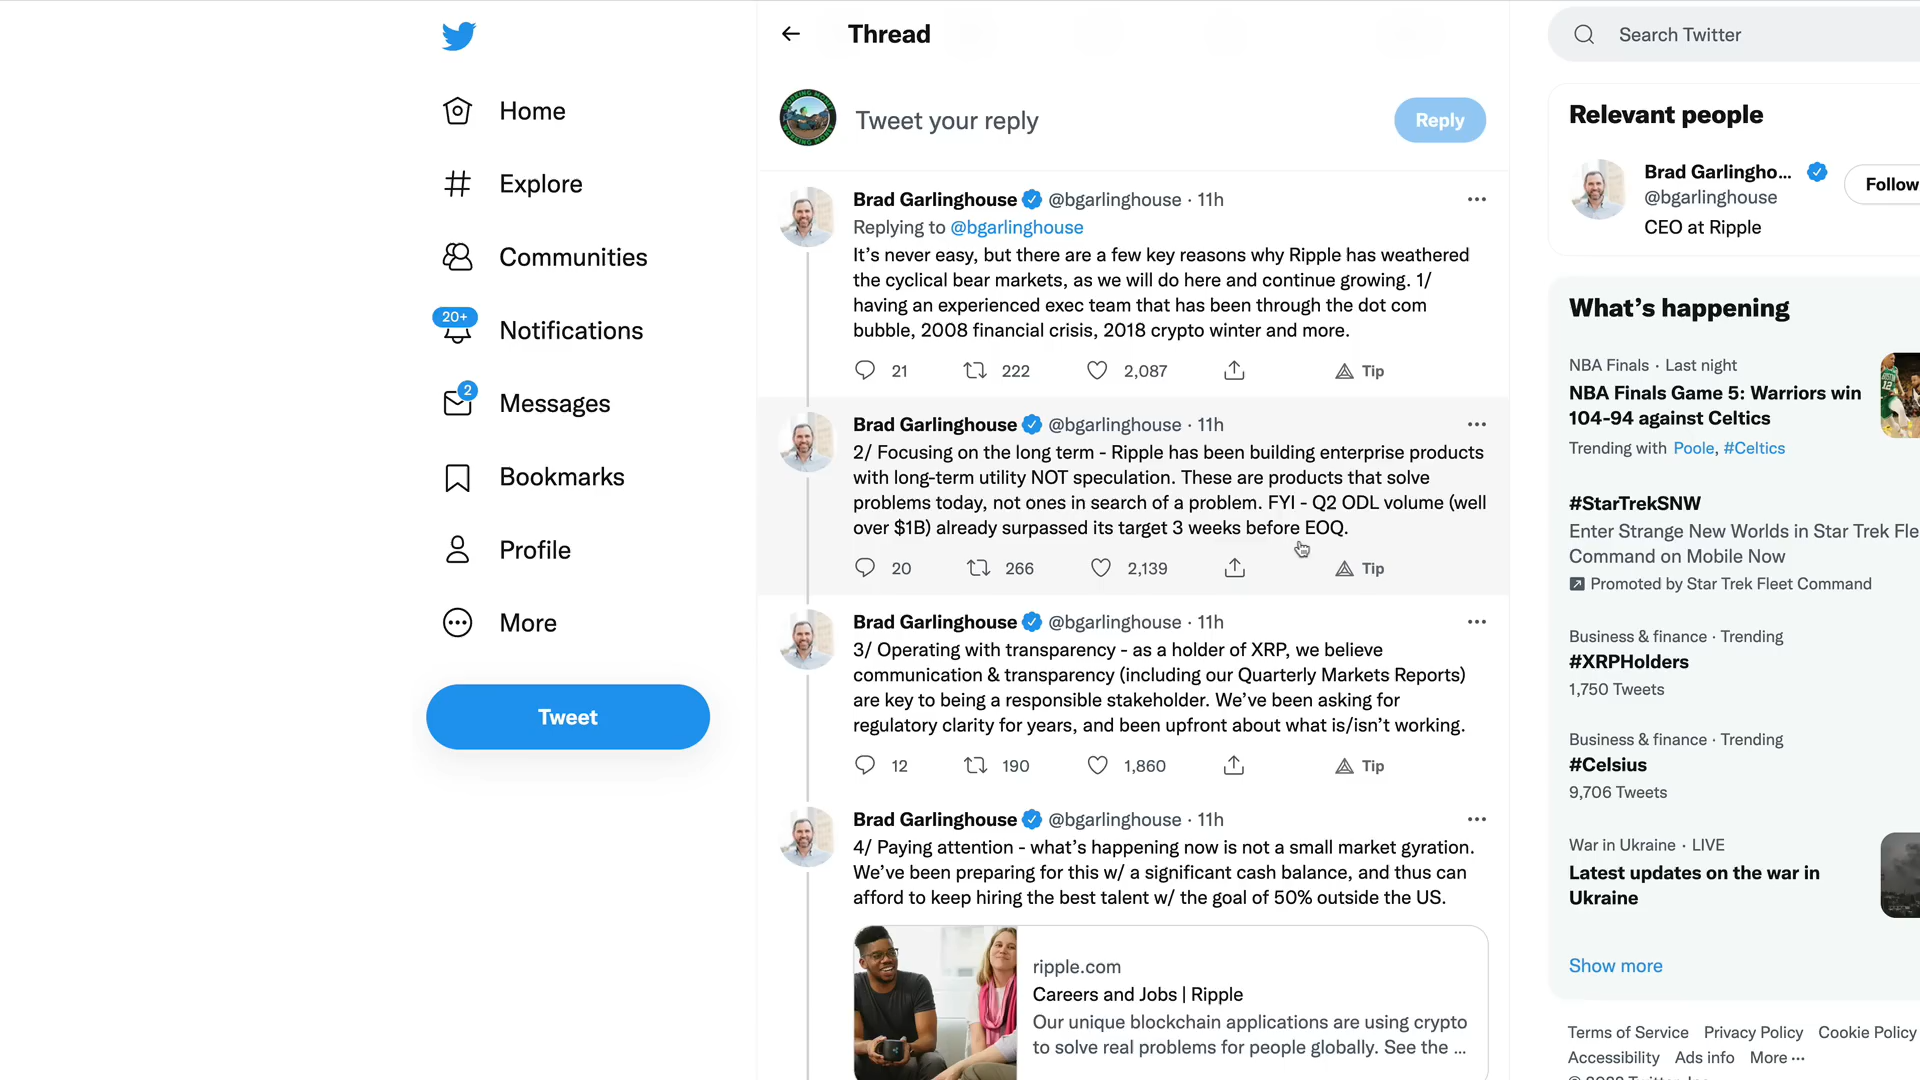 Home
Explore
Communities
20+
Notifications
2
Messages
Bookmarks
Profile
More
Tweet
Thread
Tweet your reply
Reply
Brad Garlinghouse @bgarlinghouse · 11h
Replying to @bgarlinghouse
It’s never easy, but there are a few key reasons why Ripple has weathered
the cyclical bear markets, as we will do here and continue growing. 1/
having an experienced exec team that has been through the dot com
bubble, 2008 financial crisis, 2018 crypto winter and more.
21 222 2,087 Tip
Brad Garlinghouse @bgarlinghouse · 11h
2/ Focusing on the long term - Ripple has been building enterprise products
with long-term utility NOT speculation. These are products that solve
problems today, not ones in search of a problem. FYI - Q2 ODL volume (well
over $1B) already surpassed its target 3 weeks before EOQ.
20 266 2,139 Tip
Brad Garlinghouse @bgarlinghouse · 11h
3/ Operating with transparency - as a holder of XRP, we believe
communication & transparency (including our Quarterly Markets Reports)
are key to being a responsible stakeholder. We’ve been asking for
regulatory clarity for years, and been upfront about what is/isn’t working.
12 190 1,860 Tip
Brad Garlinghouse @bgarlinghouse · 11h
4/ Paying attention - what’s happening now is not a small market gyration.
We’ve been preparing for this w/ a significant cash balance, and thus can
afford to keep hiring the best talent w/ the goal of 50% outside the US.
ripple.com
Careers and Jobs | Ripple
Our unique blockchain applications are using crypto
to solve real problems for people globally. See the ...
Search Twitter
Relevant people
Brad Garlingho...
@bgarlinghouse
Follow
CEO at Ripple
What’s happening
NBA Finals · Last night
NBA Finals Game 5: Warriors win
104-94 against Celtics
Trending with Poole, #Celtics
#StarTrekSNW
Enter Strange New Worlds in Star Trek Fle
Command on Mobile Now
Promoted by Star Trek Fleet Command
Business & finance · Trending
#XRPHolders
1,750 Tweets
Business & finance · Trending
#Celsius
9,706 Tweets
War in Ukraine · LIVE
Latest updates on the war in
Ukraine
Show more
Terms of Service Privacy Policy Cookie Policy
Accessibility Ads info More ···